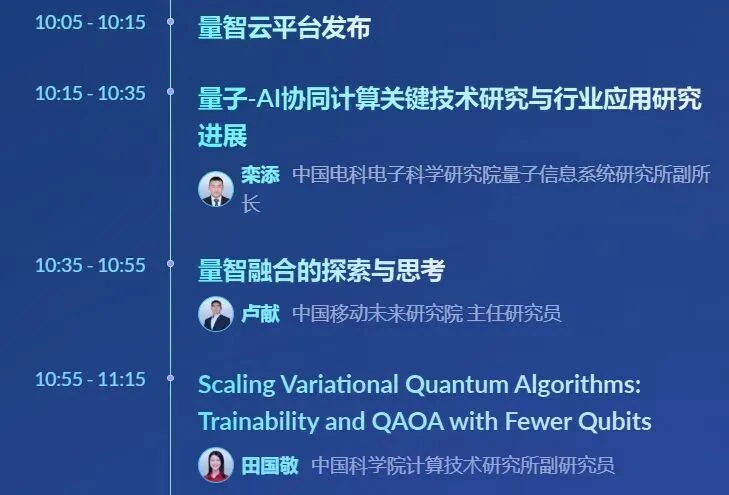 10:05 - 10:15 量智云平台发布
10:15 - 10:35 量子-AI协同计算关键技术研究与行业应用研究
进展
栾添 中国电科电子科学研究院量子信息系统研究所副所
长
10:35 - 10:55 量智融合的探索与思考
卢献 中国移动未来研究院 主任研究员
10:55 - 11:15 Scaling Variational Quantum Algorithms:
Trainability and QAOA with Fewer Qubits
田国敬 中国科学院计算技术研究所副研究员